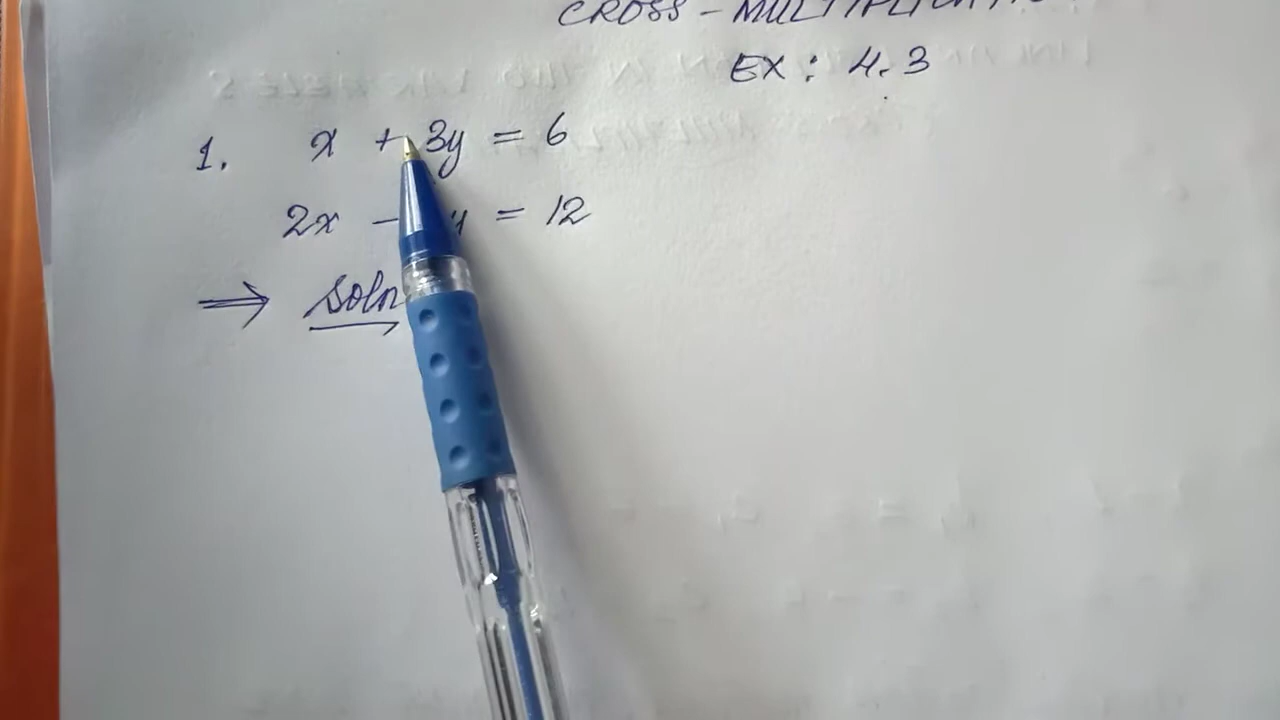 CROSS - MULTIPLICATIO
EX : 4.3
1. x + 3y = 6
2x - y = 12
⇒ Soln